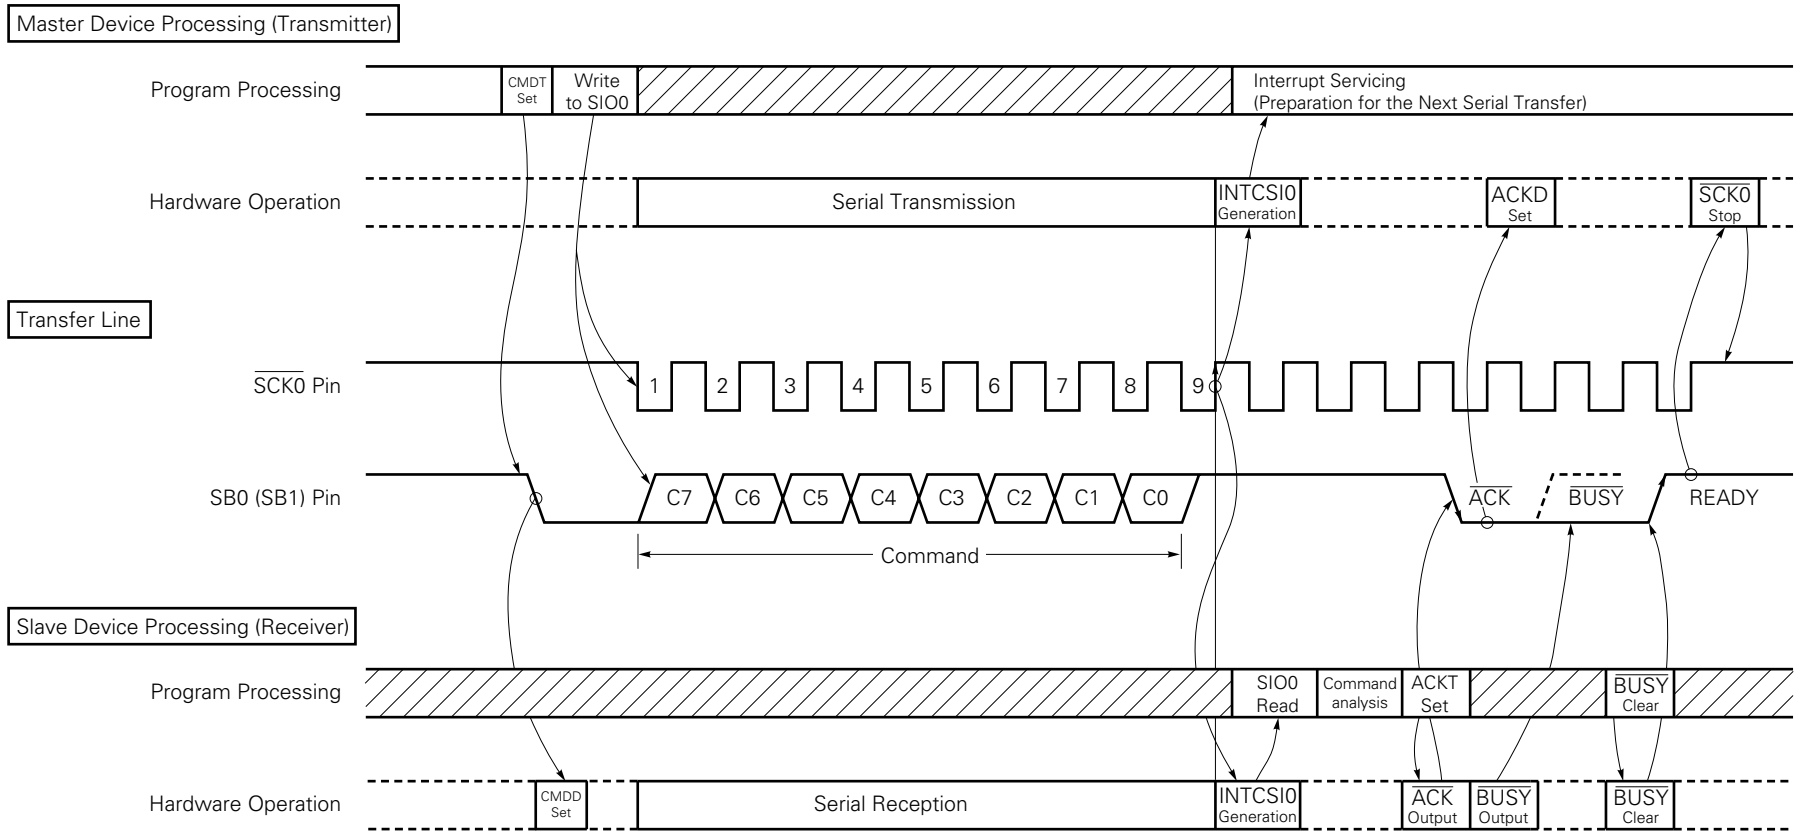 Master Device Processing (Transmitter)
Program Processing
CMDT
Set
Write
to SIO0
Interrupt Servicing
(Preparation for the Next Serial Transfer)
Hardware Operation
Serial Transmission
INTCSI0
Generation
ACKD
Set
SCK0
Stop
Transfer Line
SCK0 Pin
1 2 3 4 5 6 7 8 9
SB0 (SB1) Pin
C7 C6 C5 C4 C3 C2 C1 C0
ACK
BUSY
READY
Command
Slave Device Processing (Receiver)
Program Processing
SIO0
Read
Command
analysis
ACKT
Set
BUSY
Clear
Hardware Operation
CMDD
Set
Serial Reception
INTCSI0
Generation
ACK
Output
BUSY
Output
BUSY
Clear